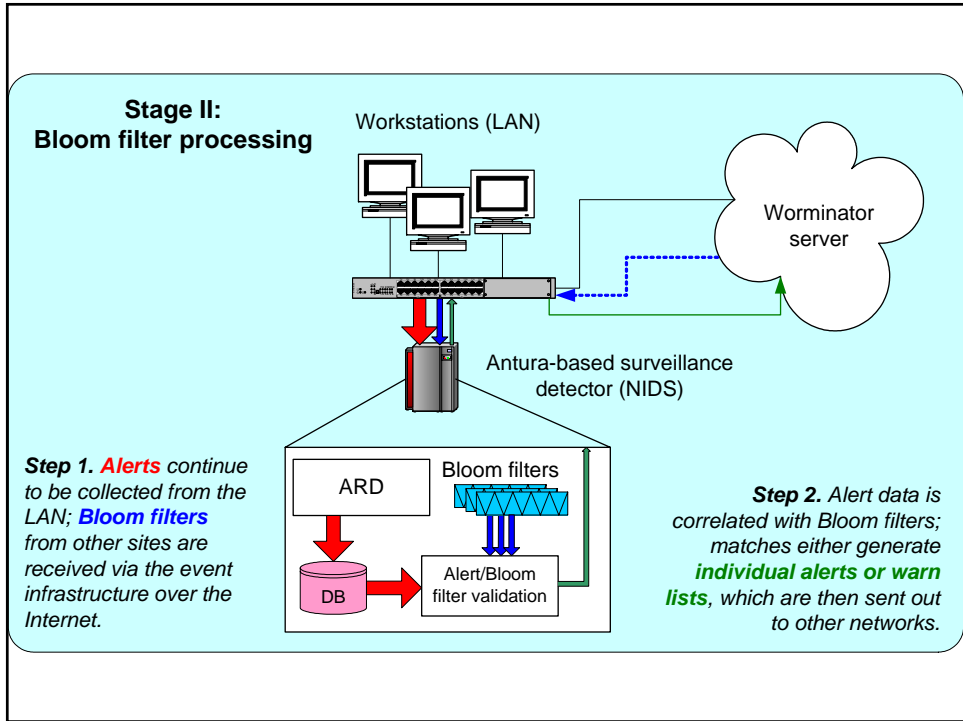 Stage II:
Bloom filter processing
Workstations (LAN)
Worminator
server
Antura-based surveillance
detector (NIDS)
Step 1. Alerts continue
to be collected from the
LAN; Bloom filters
from other sites are
received via the event
infrastructure over the
Internet.
ARD
Bloom filters
DB
Alert/Bloom
filter validation
Step 2. Alert data is
correlated with Bloom filters;
matches either generate
individual alerts or warn
lists, which are then sent out
to other networks.